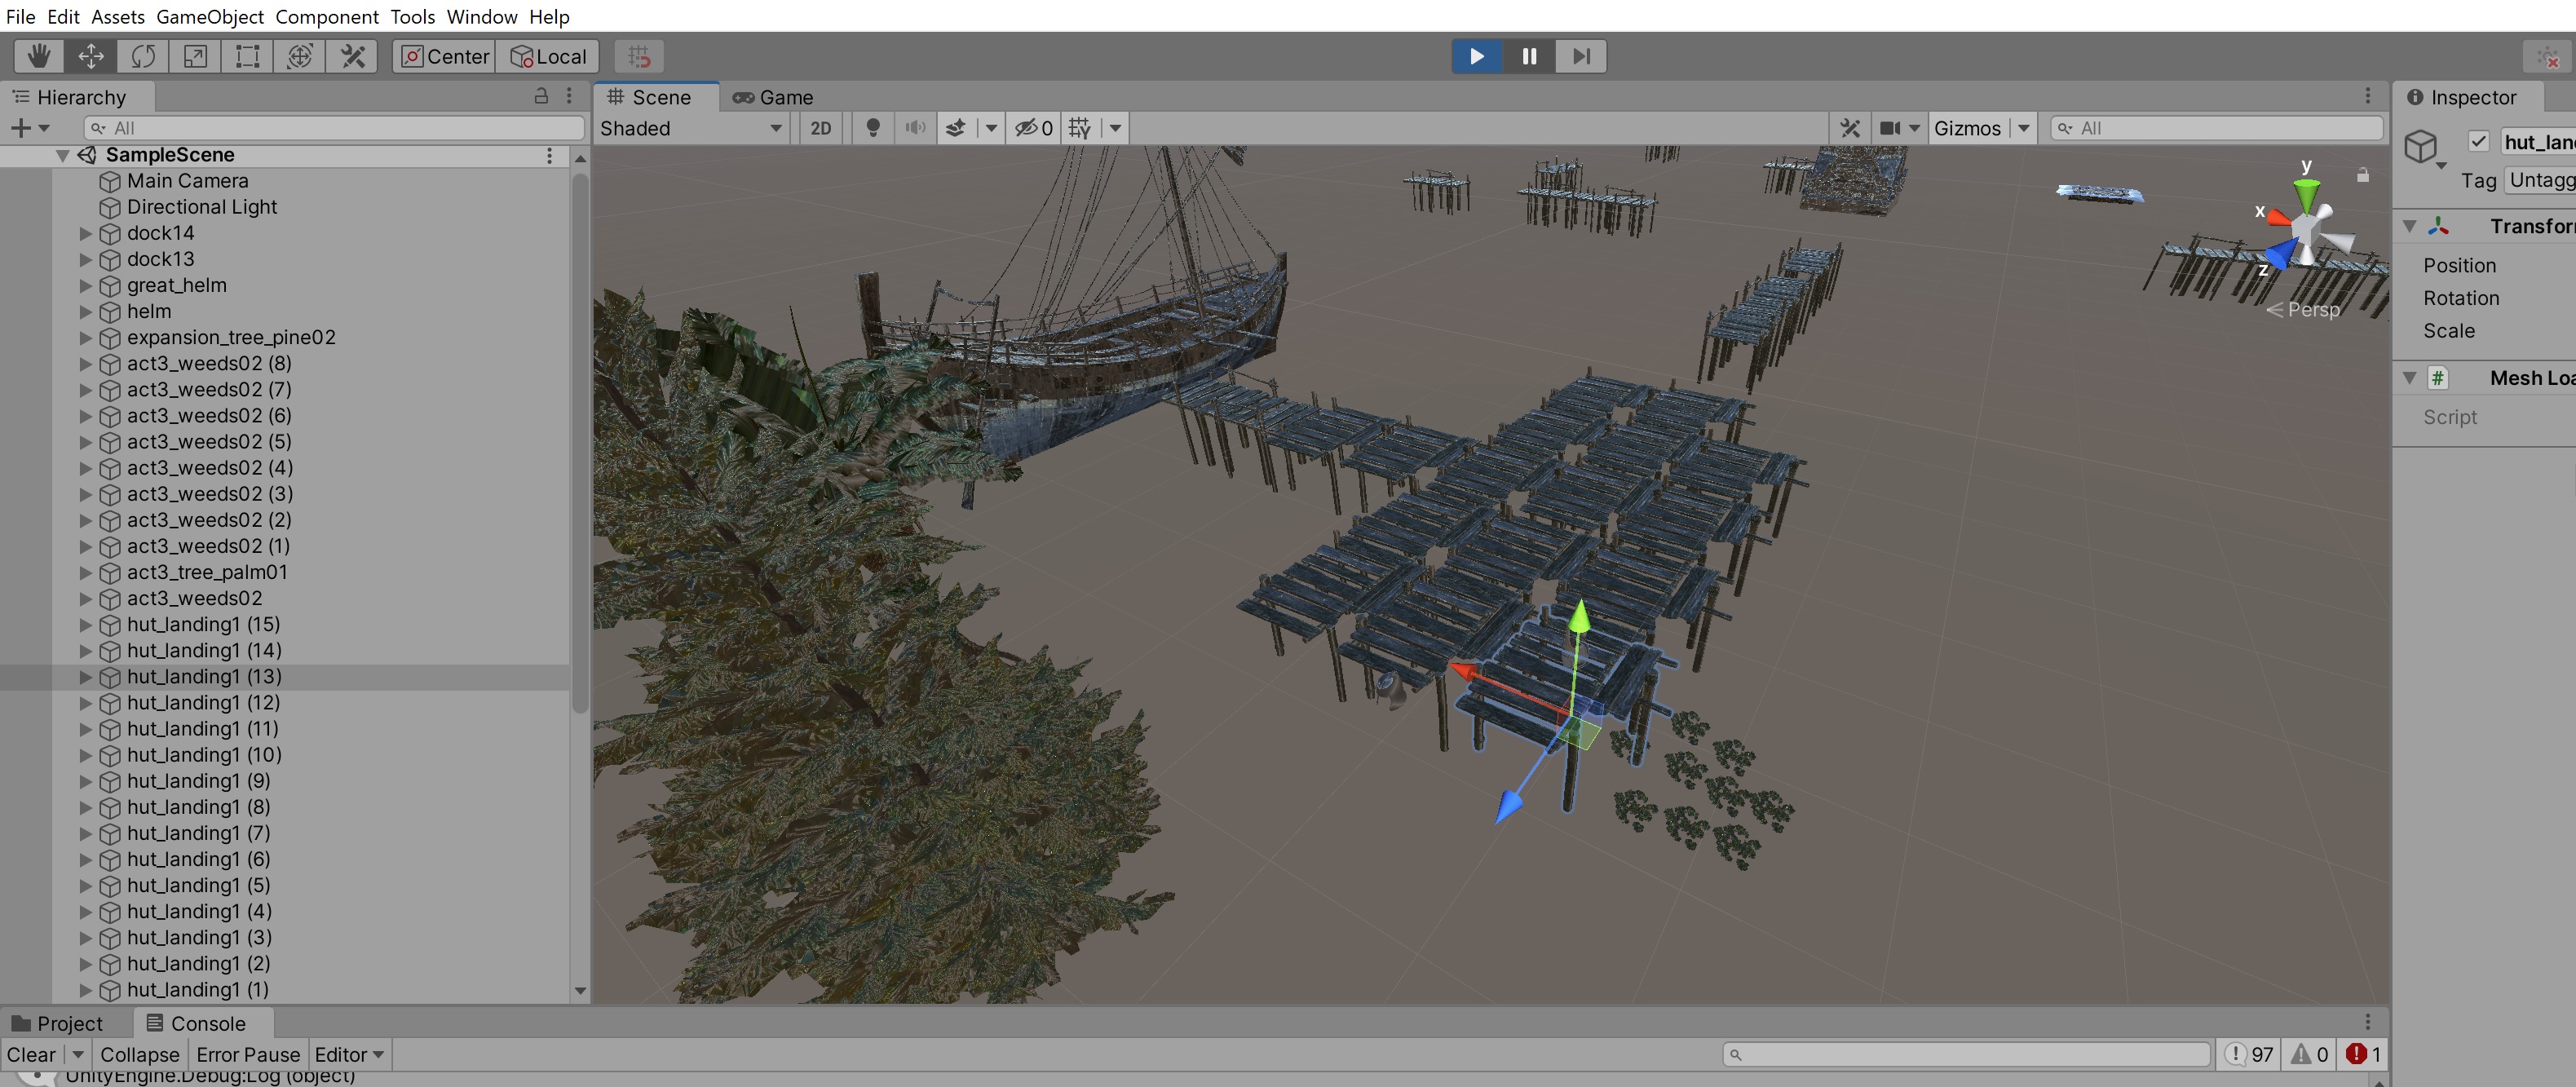 File Edit Assets GameObject Component Tools Window Help
Center Local
Hierarchy
All
SampleScene
Main Camera
Directional Light
dock14
dock13
great_helm
helm
expansion_tree_pine02
act3_weeds02 (8)
act3_weeds02 (7)
act3_weeds02 (6)
act3_weeds02 (5)
act3_weeds02 (4)
act3_weeds02 (3)
act3_weeds02 (2)
act3_weeds02 (1)
act3_tree_palm01
act3_weeds02
hut_landing1 (15)
hut_landing1 (14)
hut_landing1 (13)
hut_landing1 (12)
hut_landing1 (11)
hut_landing1 (10)
hut_landing1 (9)
hut_landing1 (8)
hut_landing1 (7)
hut_landing1 (6)
hut_landing1 (5)
hut_landing1 (4)
hut_landing1 (3)
hut_landing1 (2)
hut_landing1 (1)
Scene Game
Shaded 2D 0 Gizmos All
y
x
z
Persp
Inspector
hut_lan
Tag Untagg
Transfor
Position
Rotation
Scale
# Mesh Loa
Script
Project Console
Clear Collapse Error Pause Editor 97 0 1
UnityEngine.Debug:Log (object)